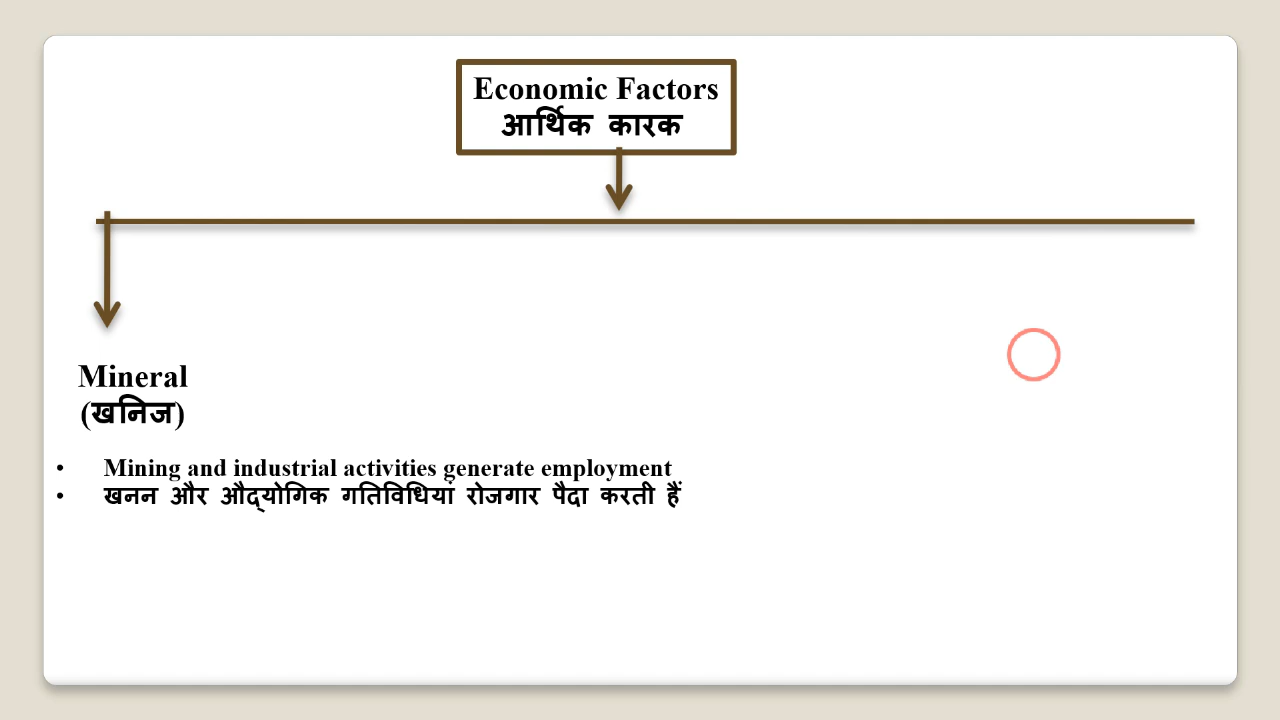 Economic Factors
आर्थिक कारक
Mineral
(खनिज)
• Mining and industrial activities generate employment
• खनन और औद्योगिक गतिविधियां रोजगार पैदा करती हैं